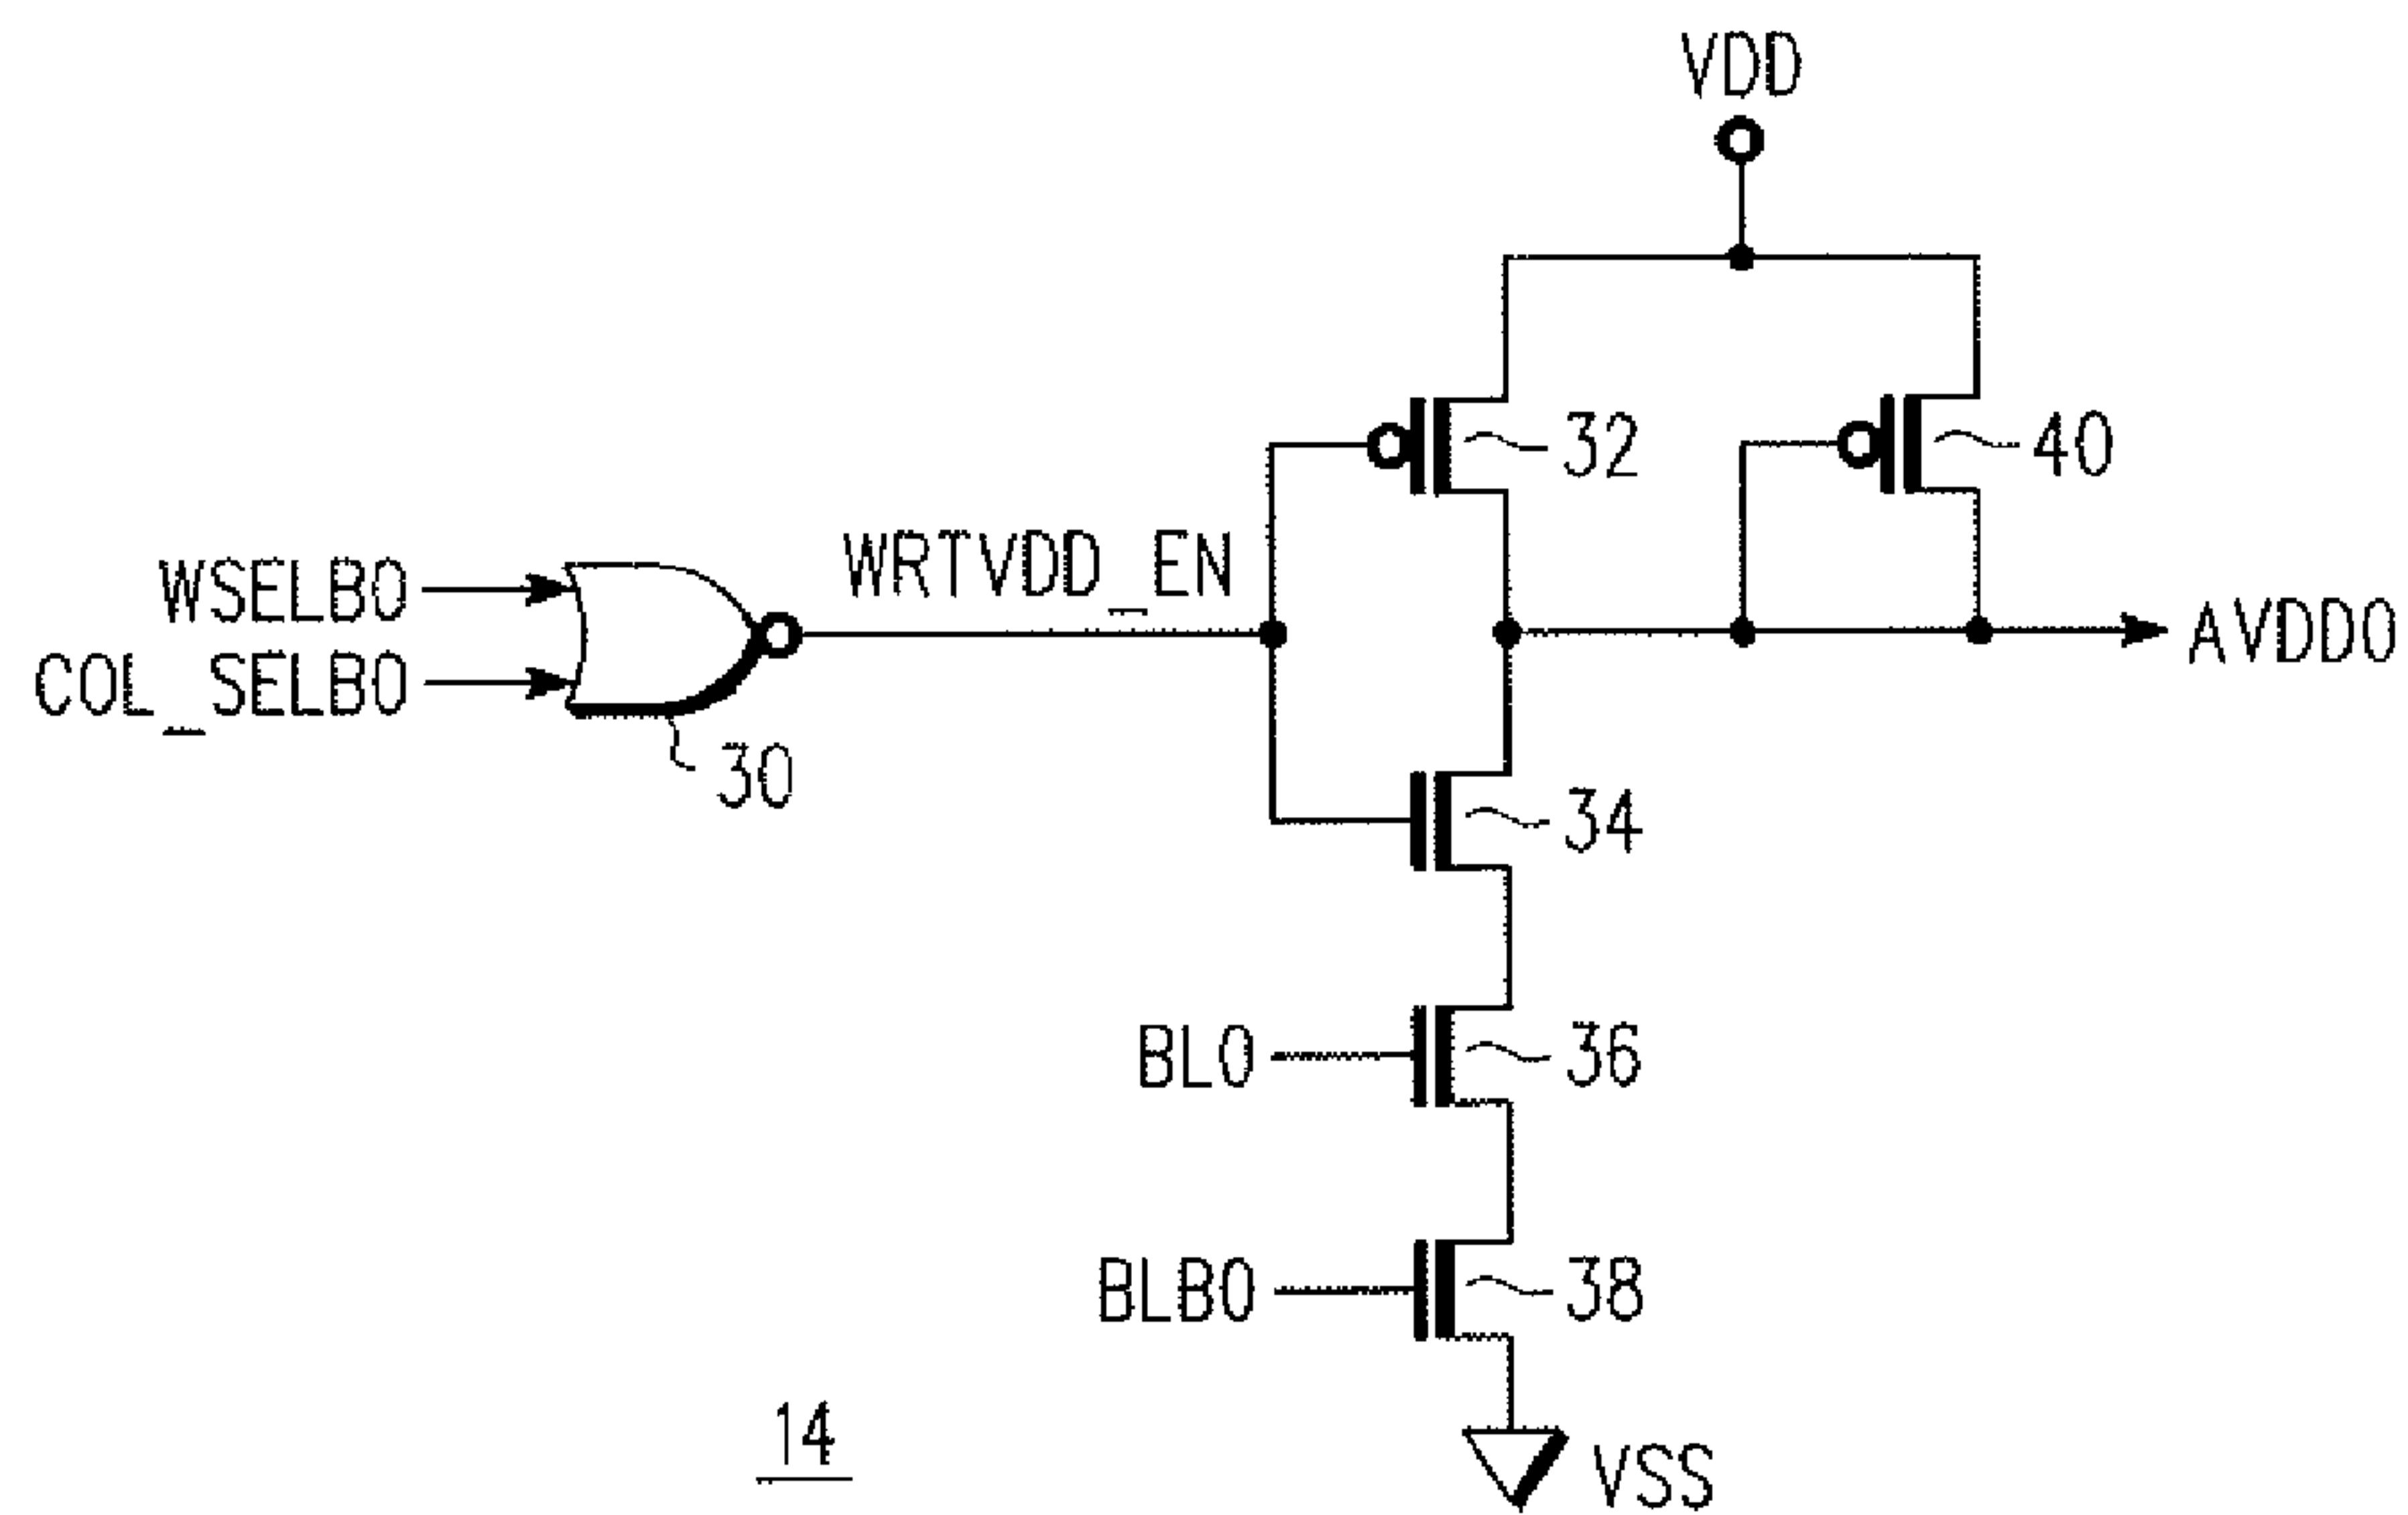 VDD
32
40
WRTVDD_EN
WSELB0
COL_SELB0
30
AVDD0
34
BL0
36
BLB0
38
14
VSS